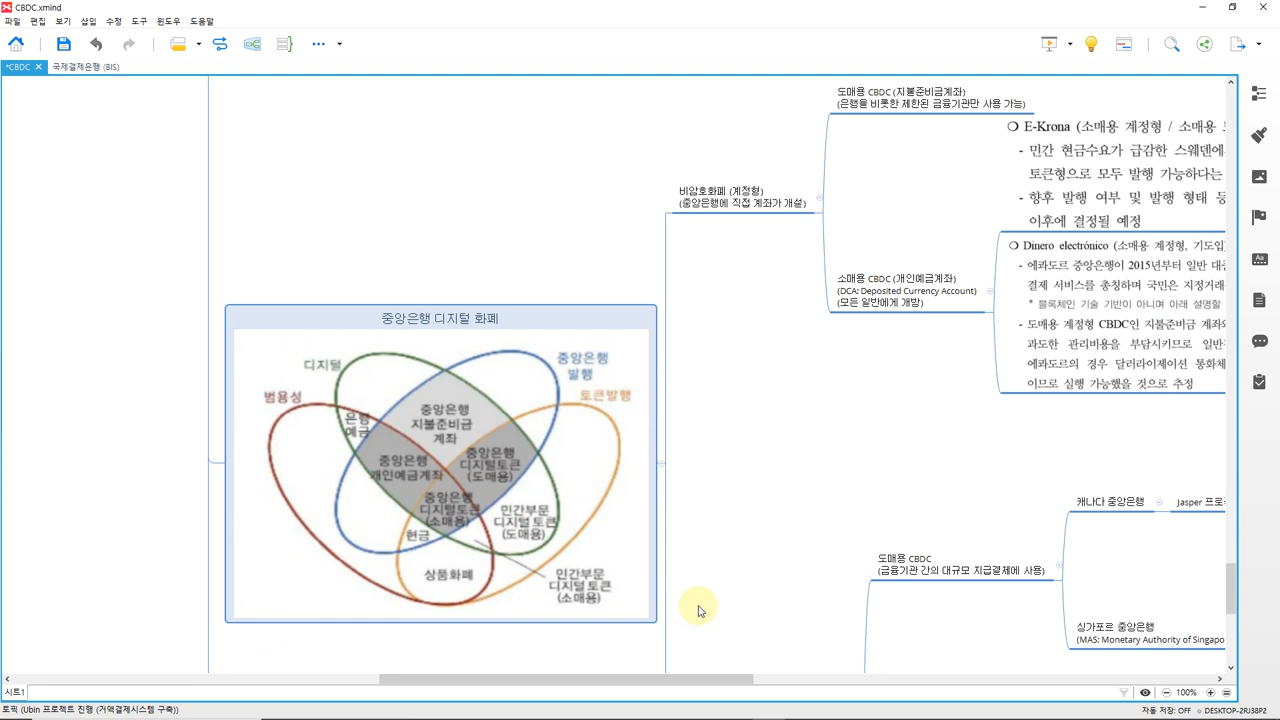 CBDC.xmind
파일 편집 보기 삽입 수정 도구 윈도우 도움말
*CBDC
국제결제은행 (BIS)
도매용 CBDC (지불준비금계좌)
(은행을 비롯한 제한된 금융기관만 사용 가능)
❍ E-Krona (소매용 계정형 / 소매용
- 민간 현금수요가 급감한 스웨덴에
토큰형으로 모두 발행 가능하다는
- 향후 발행 여부 및 발행 형태 등
이후에 결정될 예정
비암호화폐 (계정형)
(중앙은행에 직접 계좌가 개설)
소매용 CBDC (개인예금계좌)
(DCA: Deposited Currency Account)
(모든 일반에게 개방)
❍ Dinero electrónico (소매용 계정형, 기도입
- 에콰도르 중앙은행이 2015년부터 일반 대
결제 서비스를 총칭하며 국민은 지정거래
* 블록체인 기술 기반이 아니며 아래 설명할
- 도매용 계정형 CBDC인 지불준비금 계좌
과도한 관리비용을 부담시키므로 일반
에콰도르의 경우 달러라이제이션 통화체
이므로 실행 가능했을 것으로 추정
중앙은행 디지털 화폐
디지털
중앙은행
발행
범용성
토큰발행
은행
예금
중앙은행
지불준비금
계좌
중앙은행
개인예금계좌
중앙은행
디지털토큰
(도매용)
중앙은행
디지털토큰
(소매용)
민간부문
디지털 토큰
(도매용)
현금
상품화폐
민간부문
디지털 토큰
(소매용)
캐나다 중앙은행
Jasper 프로
도매용 CBDC
(금융기관 간의 대규모 지급결제에 사용)
싱가포르 중앙은행
(MAS: Monetary Authority of Singapo
시트1
100%
토픽 (Ubin 프로젝트 진행 (거액결제시스템 구축))
자동 저장: OFF
DESKTOP-2RJ38P2